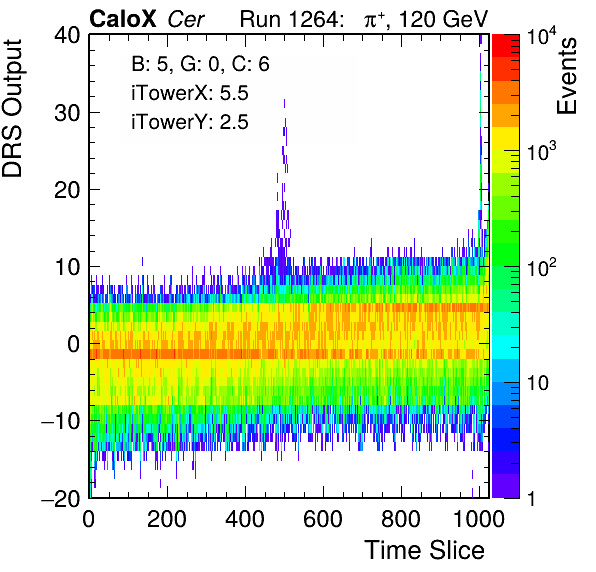 CaloX Cer Run 1264: π⁺, 120 GeV
B: 5, G: 0, C: 6
iTowerX: 5.5
iTowerY: 2.5
DRS Output
40
30
20
10
0
−10
−20
0 200 400 600 800 1000
Time Slice
Events
10⁴
10³
10²
10
1